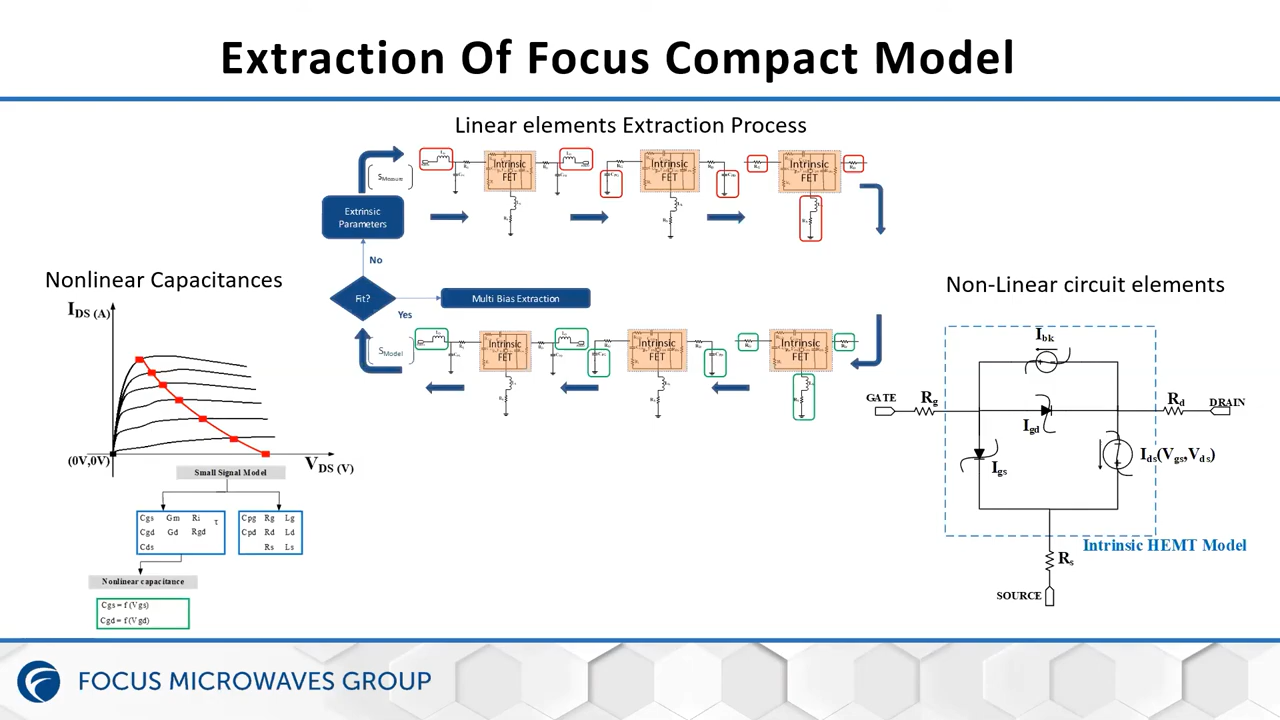 Extraction Of Focus Compact Model
Linear elements Extraction Process
SMeasure
Intrinsic
FET
Intrinsic
FET
Intrinsic
FET
Extrinsic
Parameters
No
Fit?
Yes
Multi Bias Extraction
SModel
Intrinsic
FET
Intrinsic
FET
Intrinsic
FET
Nonlinear Capacitances
IDS (A)
(0V,0V)
VDS (V)
Small Signal Model
Cgs Gm Ri τ
Cgd Gd Rgd
Cds
Cpg Rg Lg
Cpd Rd Ld
Rs Ls
Nonlinear capacitance
Cgs = f (Vgs)
Cgd = f (Vgd)
Non-Linear circuit elements
Ibk
GATE
Rg
Rd
DRAIN
Igd
Igs
Ids(Vgs,Vds)
Intrinsic HEMT Model
Rs
SOURCE
FOCUS MICROWAVES GROUP